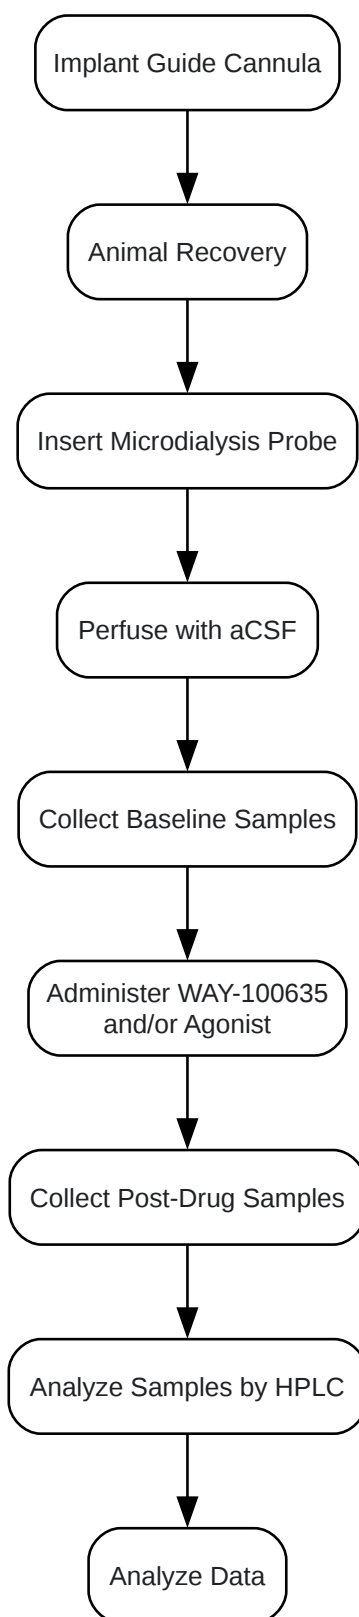 Implant Guide Cannula
Animal Recovery
Insert Microdialysis Probe
Perfuse with aCSF
Collect Baseline Samples
Administer WAY-100635
and/or Agonist
Collect Post-Drug Samples
Analyze Samples by HPLC
Analyze Data